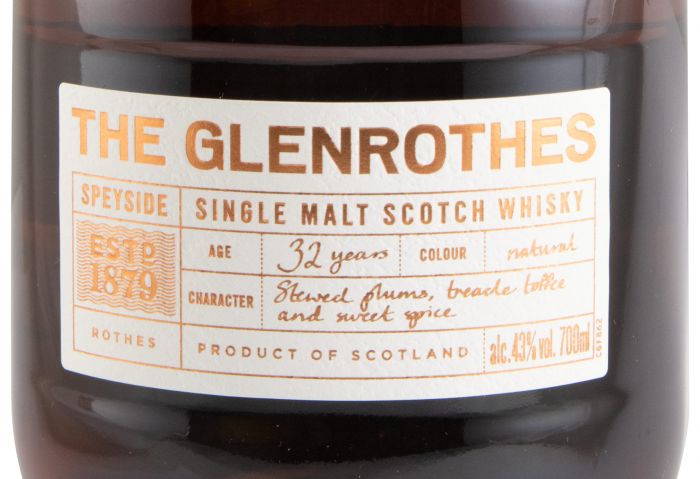 THE GLENROTHES
SPEYSIDE
SINGLE MALT SCOTCH WHISKY
ESTD
1879
AGE
32 years
COLOUR
natural
CHARACTER
Stewed plums, treacle toffee
and sweet spice
ROTHES
PRODUCT OF SCOTLAND
alc.43%vol. 700ml